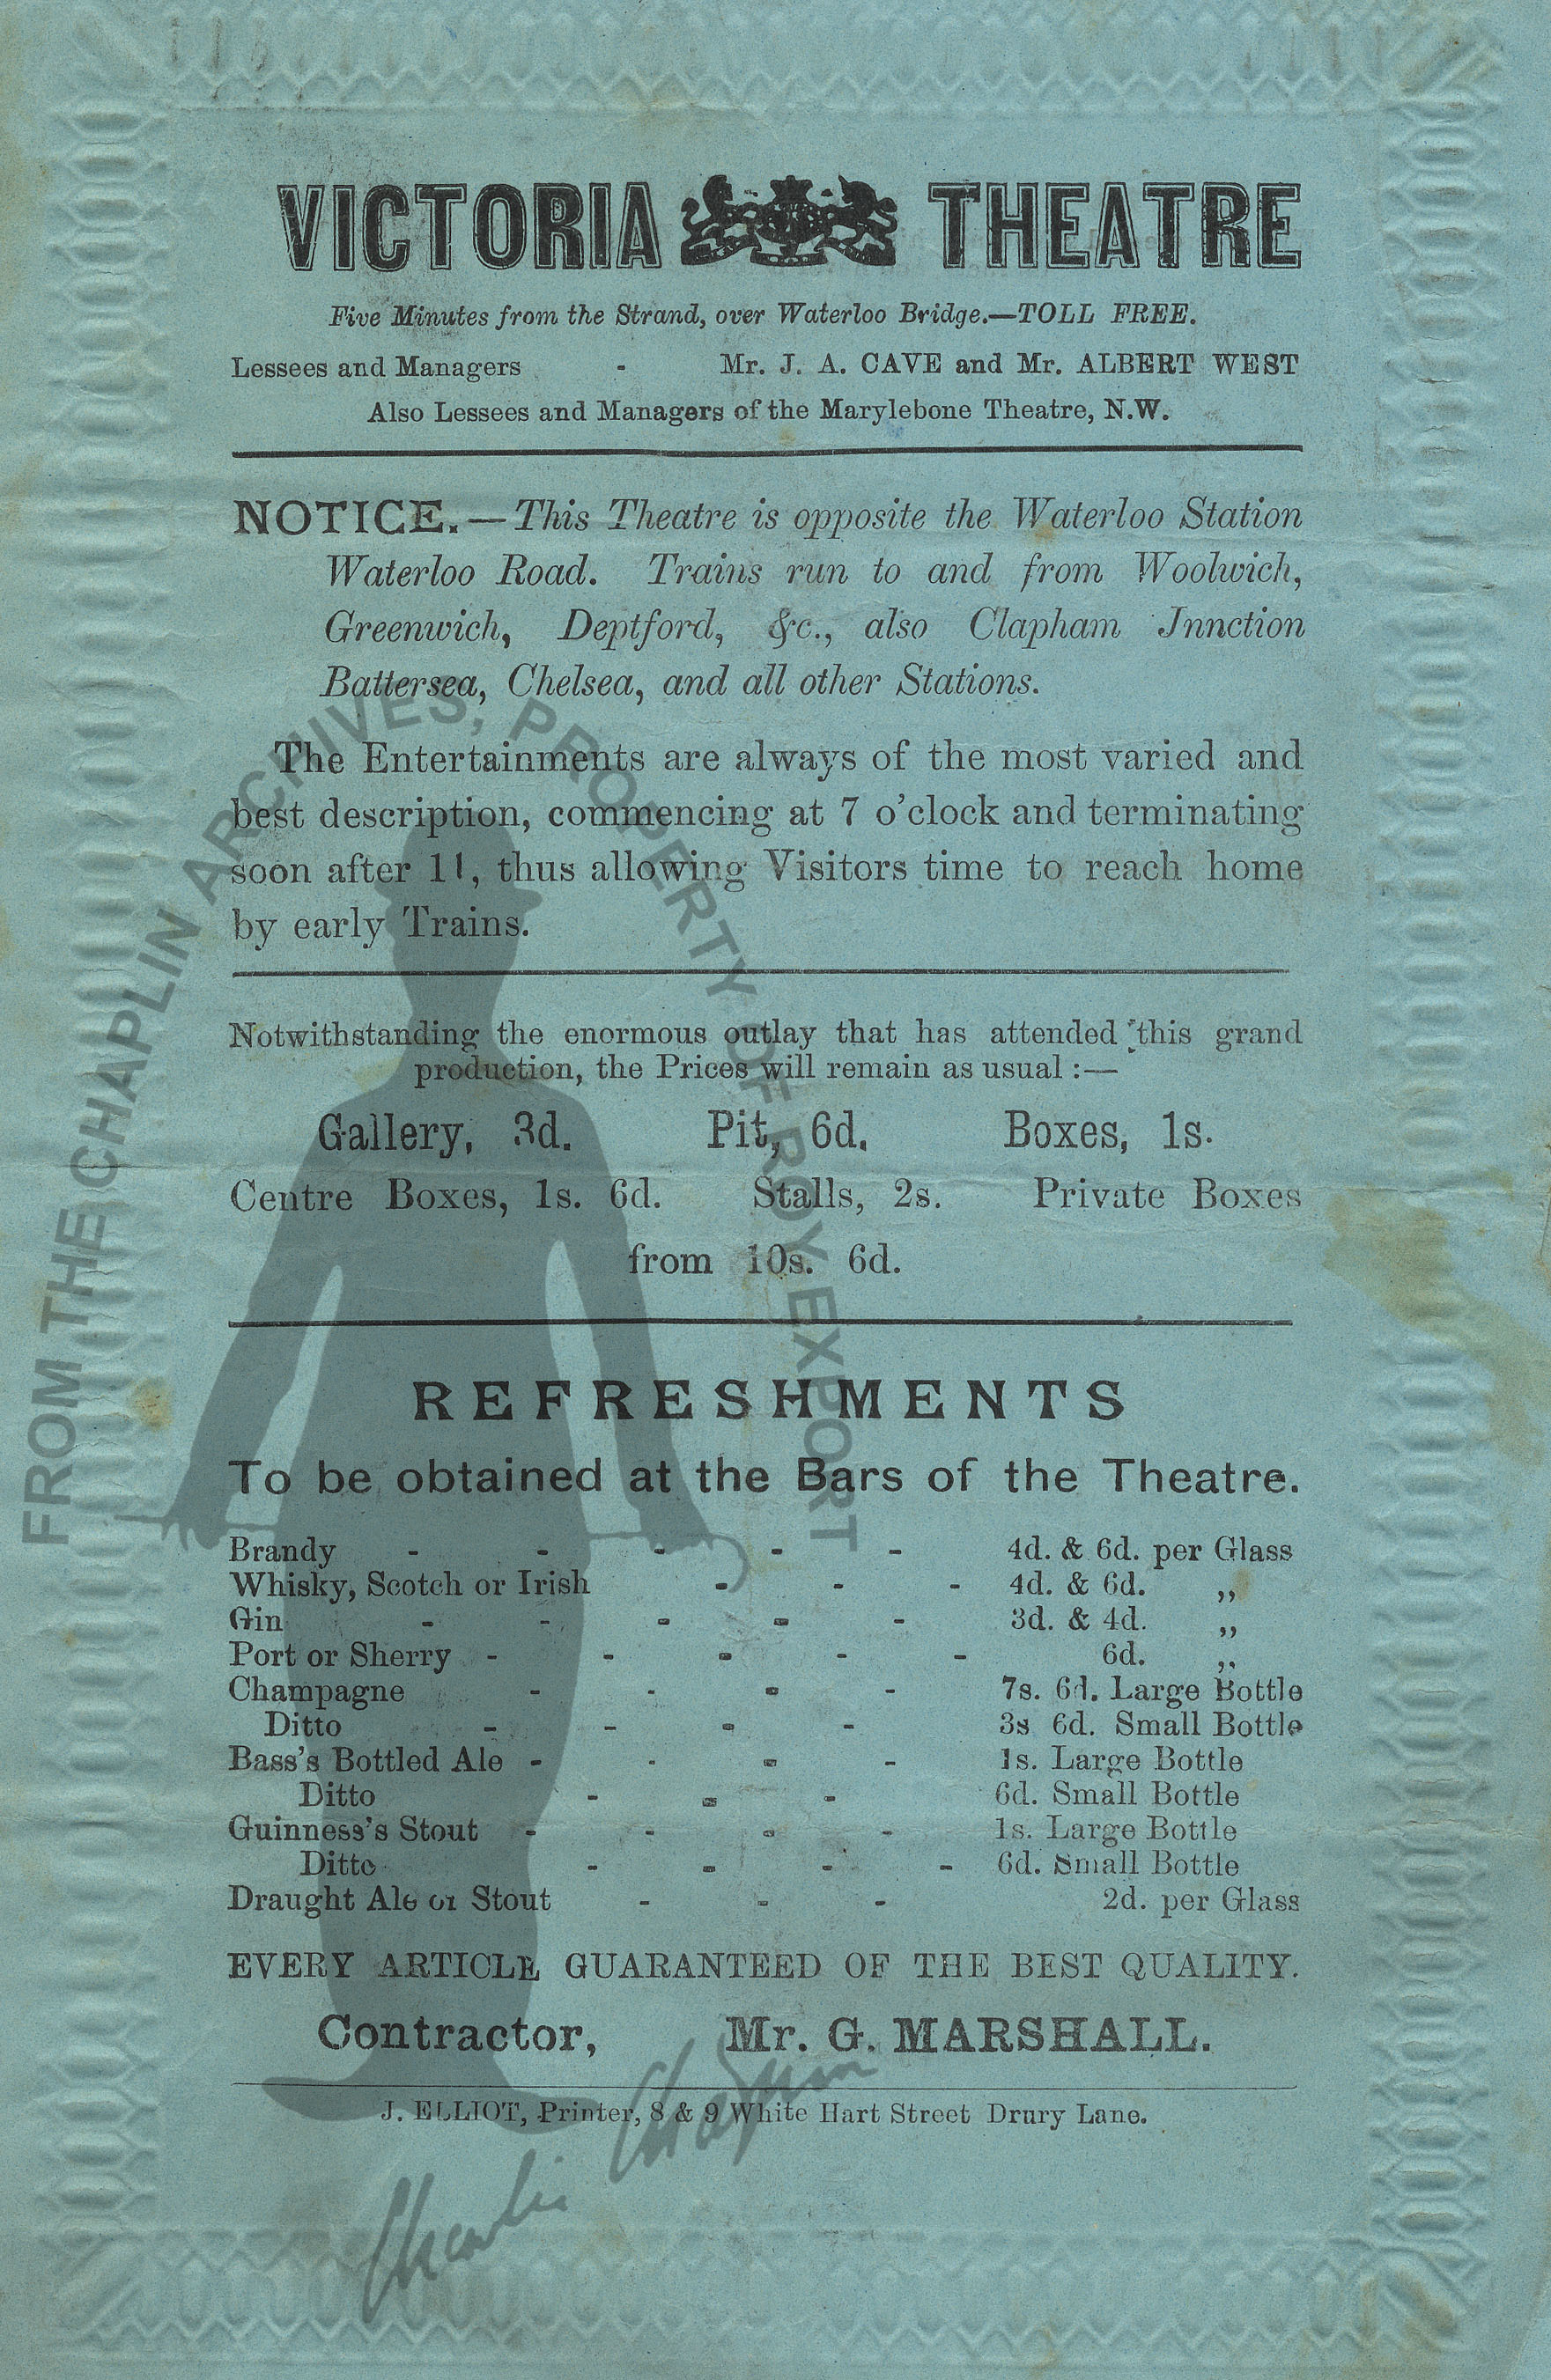 VICTORIA THEATRE
Five Minutes from the Strand, over Waterloo Bridge.—TOLL FREE.
Lessees and Managers - Mr. J. A. CAVE and Mr. ALBERT WEST
Also Lessees and Managers of the Marylebone Theatre, N.W.
NOTICE.—This Theatre is opposite the Waterloo Station
Waterloo Road. Trains run to and from Woolwich,
Greenwich, Deptford, &c., also Clapham Jnnction
Battersea, Chelsea, and all other Stations.
The Entertainments are always of the most varied and
best description, commencing at 7 o'clock and terminating
soon after 11, thus allowing Visitors time to reach home
by early Trains.
Notwithstanding the enormous outlay that has attended this grand
production, the Prices will remain as usual :—
Gallery, 3d. Pit, 6d. Boxes, 1s.
Centre Boxes, 1s. 6d. Stalls, 2s. Private Boxes
from 10s. 6d.
REFRESHMENTS
To be obtained at the Bars of the Theatre.
Brandy - - - - - 4d. & 6d. per Glass
Whisky, Scotch or Irish - - - 4d. & 6d. ,,
Gin - - - - - 3d. & 4d. ,,
Port or Sherry - - - - - 6d. ,,
Champagne - - - - 7s. 6d. Large Bottle
Ditto - - - - 3s 6d. Small Bottle
Bass's Bottled Ale - - - - 1s. Large Bottle
Ditto - - - 6d. Small Bottle
Guinness's Stout - - - - 1s. Large Bottle
Ditto - - - - 6d. Small Bottle
Draught Ale or Stout - - - 2d. per Glass
EVERY ARTICLE GUARANTEED OF THE BEST QUALITY.
Contractor, Mr. G. MARSHALL.
J. ELLIOT, Printer, 8 & 9 White Hart Street Drury Lane.
FROM THE CHAPLIN ARCHIVES, PROPERTY OF ROY EXPORT
Charlie Chaplin